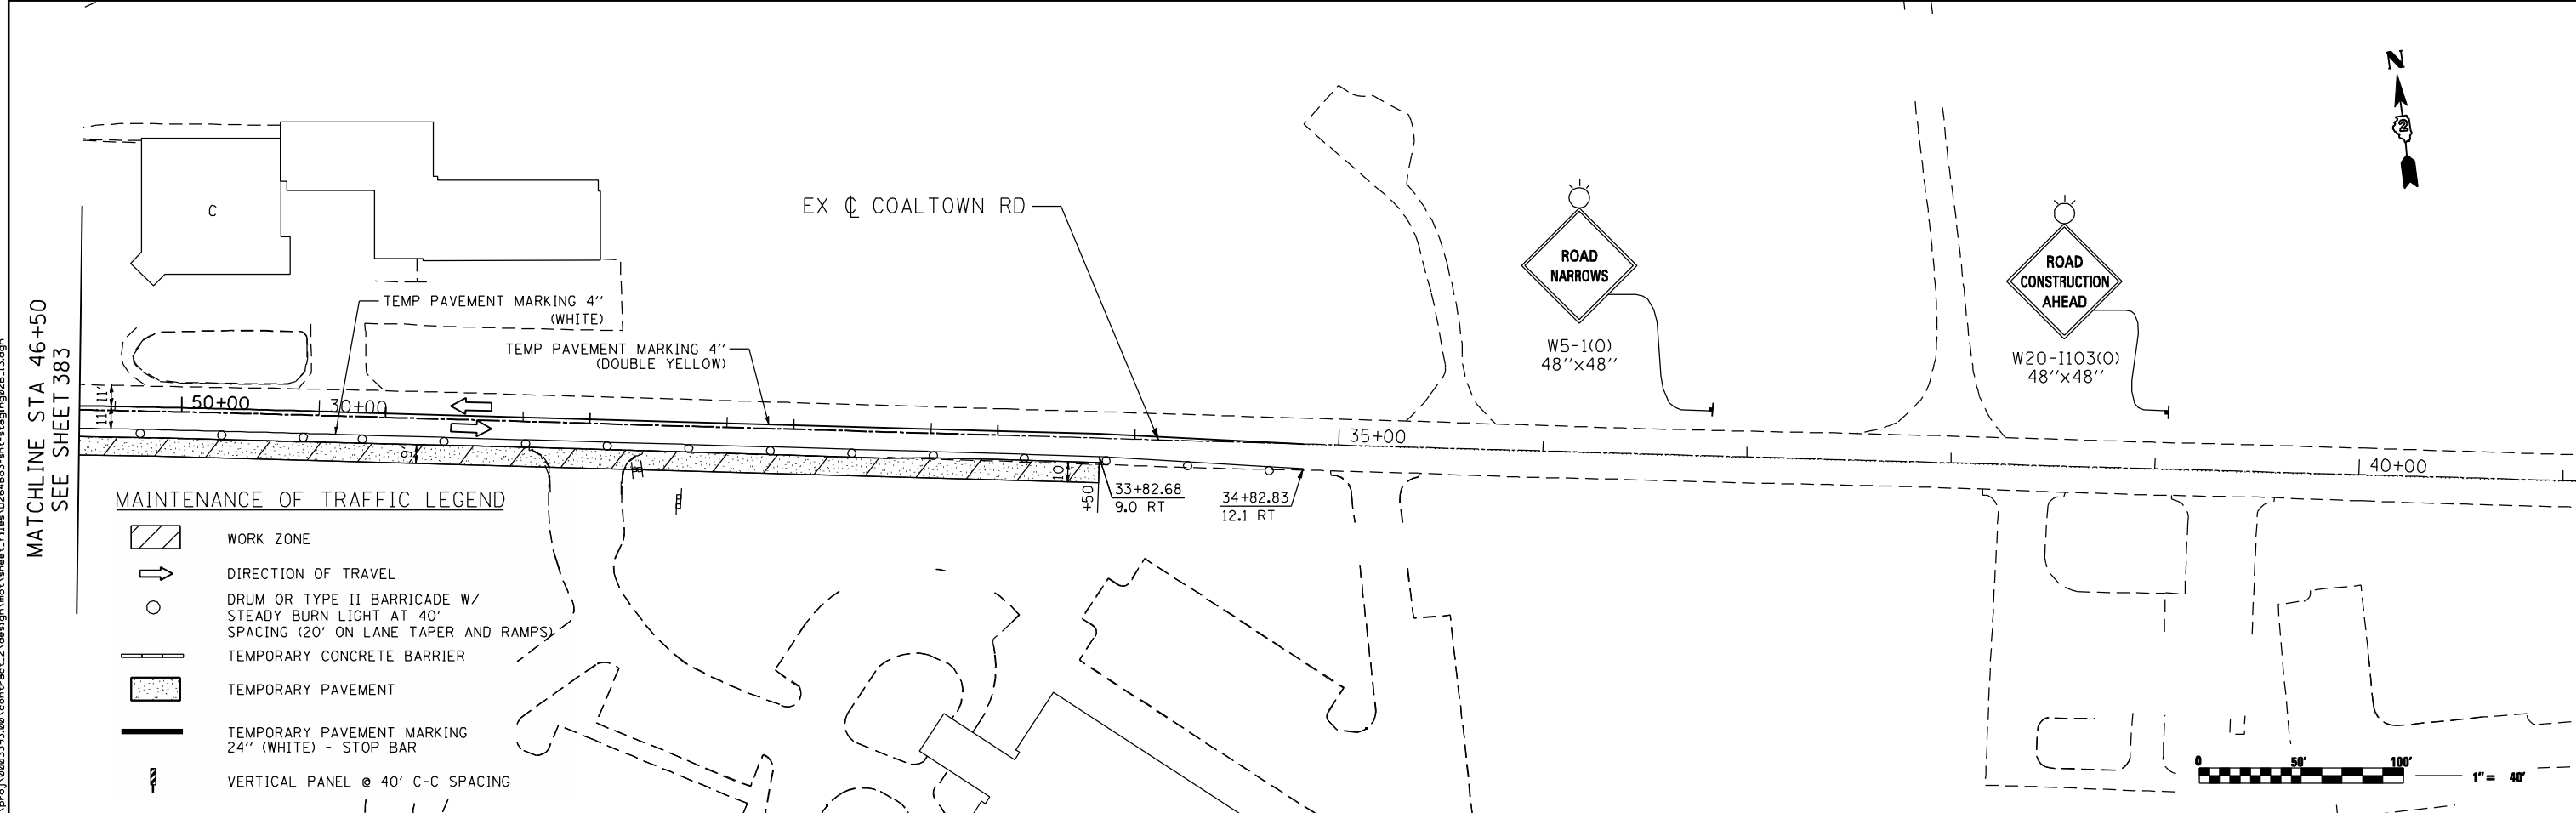 N
2
C
EX ℄ COALTOWN RD
ROAD
NARROWS
W5-1(O)
48''x48''
ROAD
CONSTRUCTION
AHEAD
W20-I103(O)
48''x48''
MATCHLINE STA 46+50
SEE SHEET 383
TEMP PAVEMENT MARKING 4''
(WHITE)
TEMP PAVEMENT MARKING 4''
(DOUBLE YELLOW)
11'
11'
50+00
30+00
35+00
40+00
9'
10'
+50
33+82.68
9.0 RT
34+82.83
12.1 RT
MAINTENANCE OF TRAFFIC LEGEND
WORK ZONE
DIRECTION OF TRAVEL
DRUM OR TYPE II BARRICADE W/
STEADY BURN LIGHT AT 40'
SPACING (20' ON LANE TAPER AND RAMPS)
TEMPORARY CONCRETE BARRIER
TEMPORARY PAVEMENT
TEMPORARY PAVEMENT MARKING
24'' (WHITE) - STOP BAR
VERTICAL PANEL @ 40' C-C SPACING
0 50' 100'
1'' = 40'